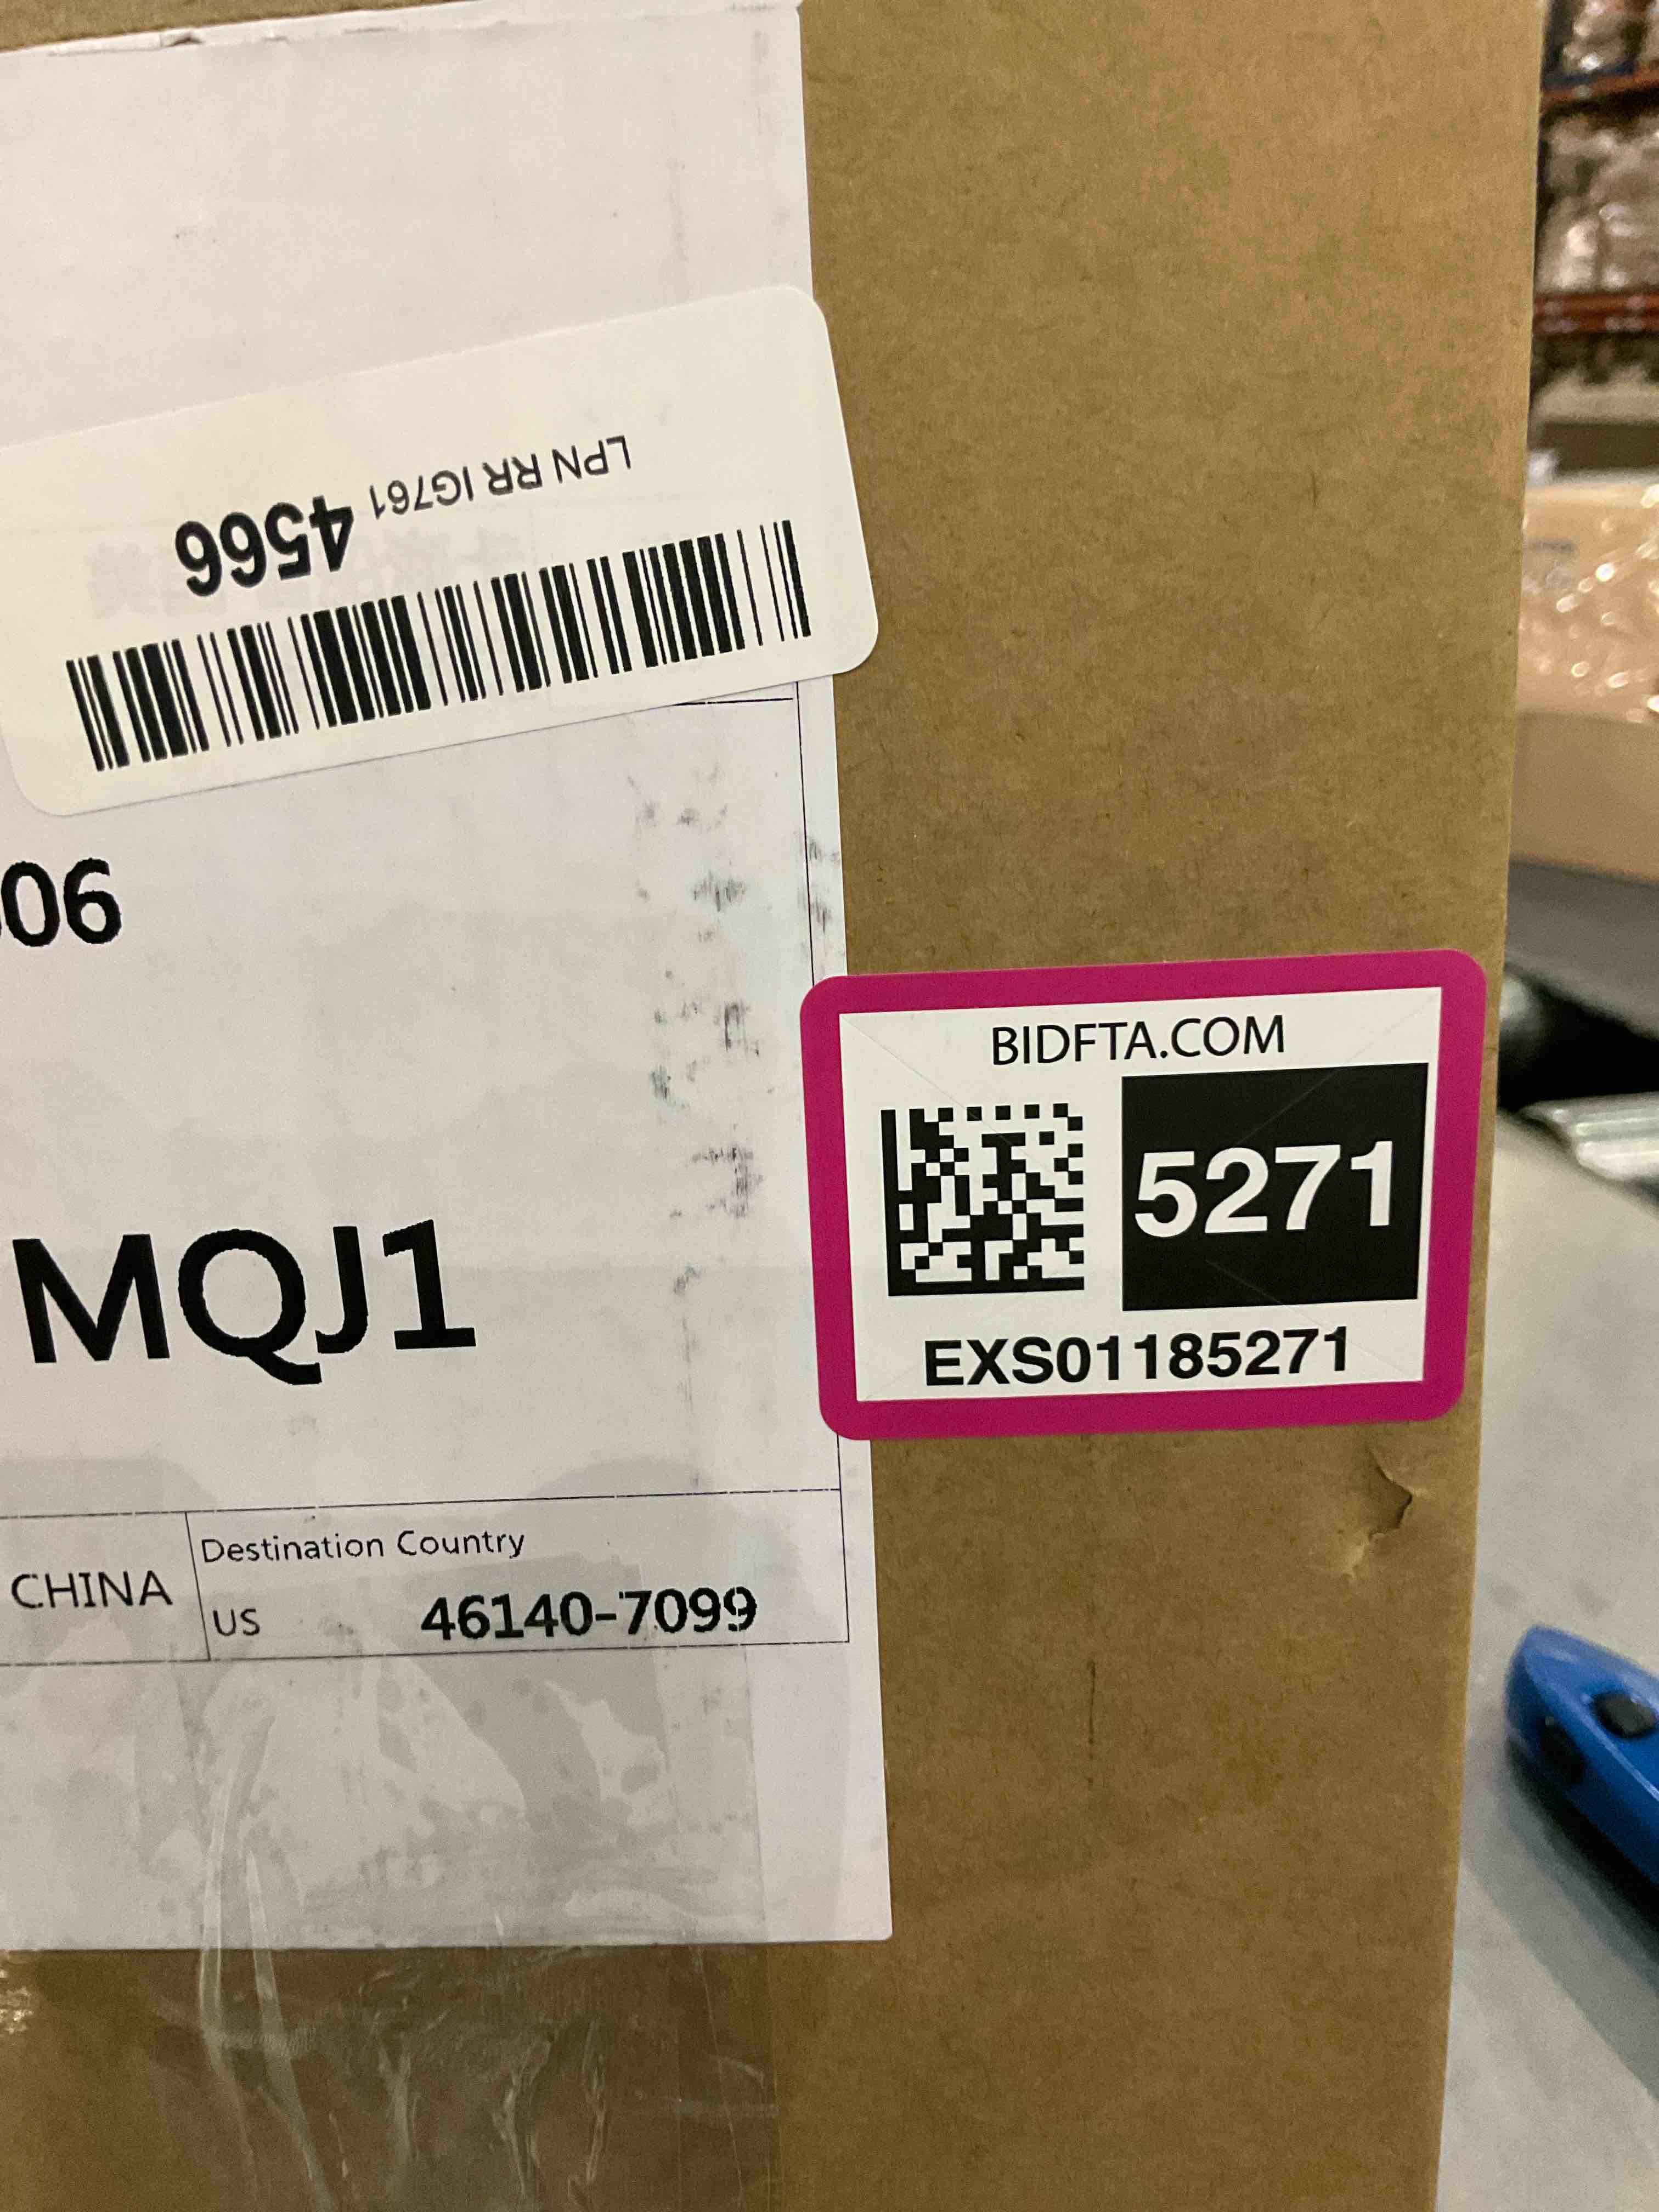 LPN RR IG761 4566
06
MQJ1
CHINA
Destination Country
US 46140-7099
BIDFTA.COM
5271
EXS01185271